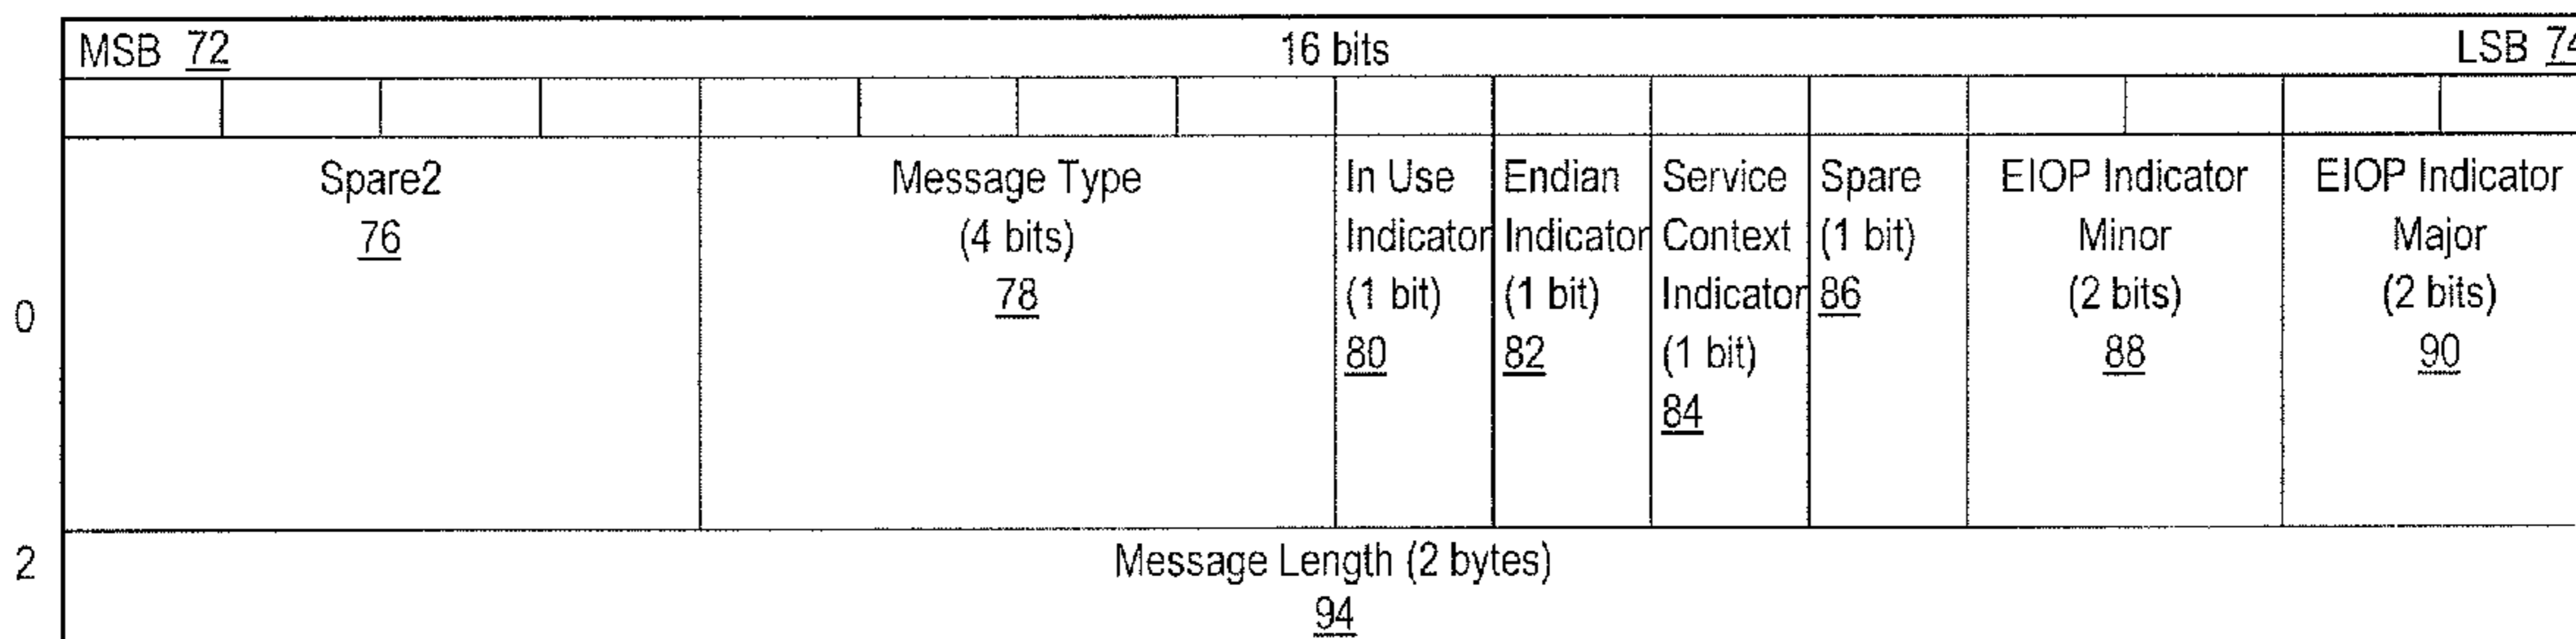 MSB 72 16 bits LSB 74
Spare2
76
Message Type
(4 bits)
78
In Use
Indicator
(1 bit)
80
Endian
Indicator
(1 bit)
82
Service
Context
Indicator
(1 bit)
84
Spare
(1 bit)
86
EIOP Indicator
Minor
(2 bits)
88
EIOP Indicator
Major
(2 bits)
90
0
2
Message Length (2 bytes)
94